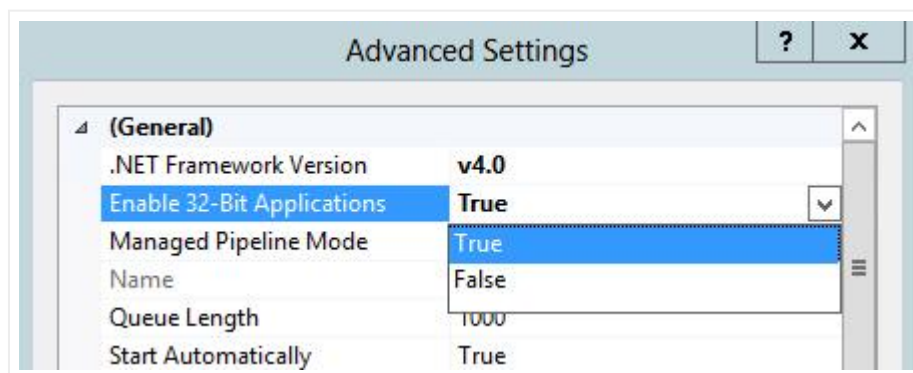 Advanced Settings ? x
(General)
.NET Framework Version v4.0
Enable 32-Bit Applications True
Managed Pipeline Mode True
Name False
Queue Length 1000
Start Automatically True